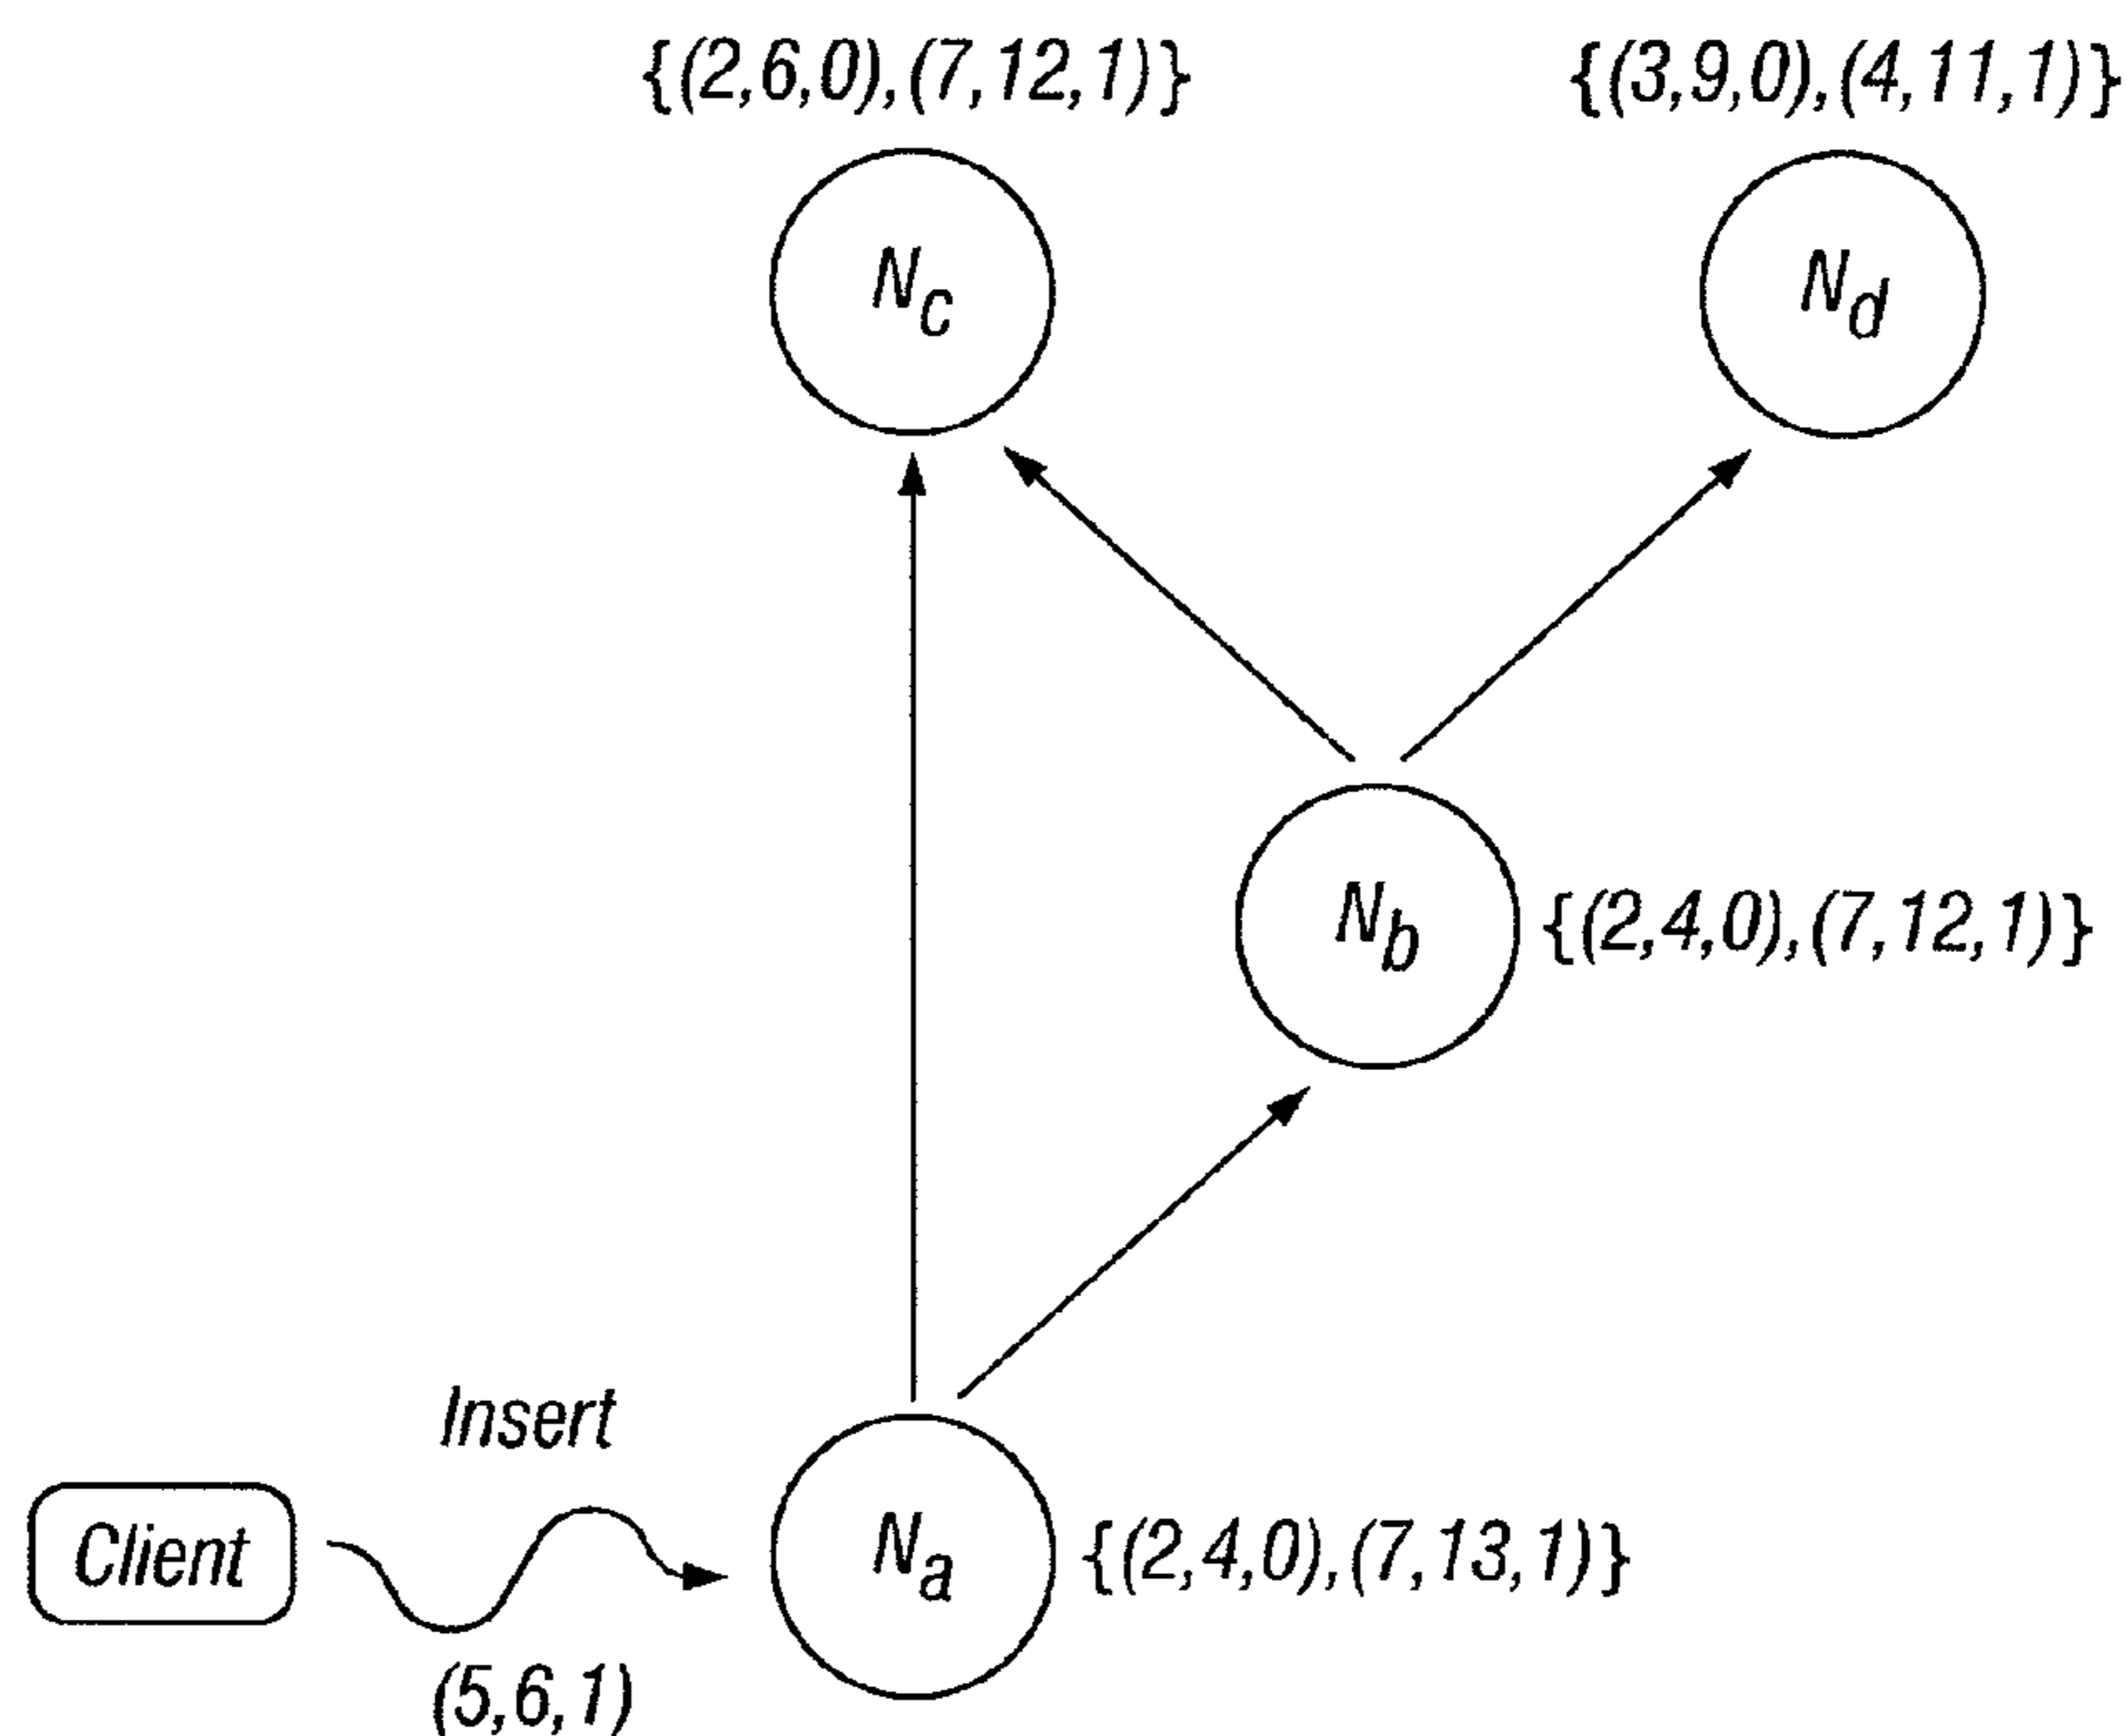 {(2,6,0),(7,12,1)} {(3,9,0),(4,11,1)}
Nc Nd
Nb {(2,4,0),(7,12,1)}
Insert
Client Na {(2,4,0),(7,13,1)}
(5,6,1)